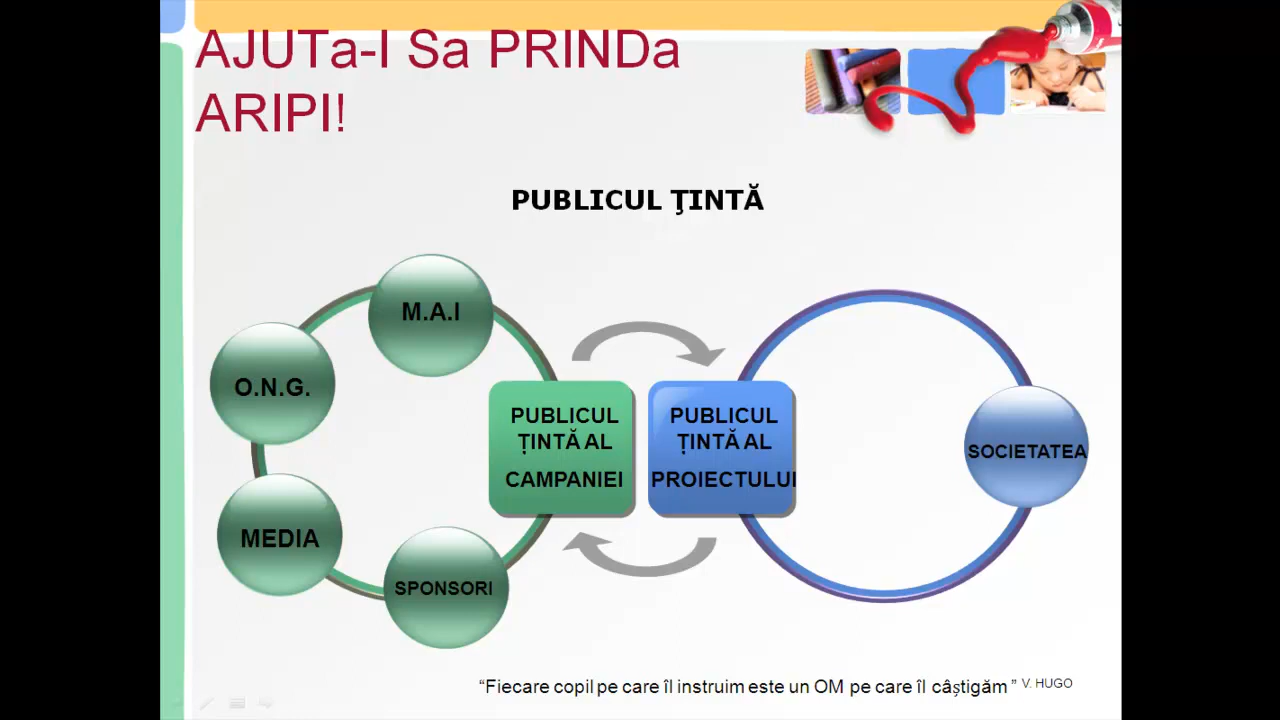 AJUTa-I Sa PRINDa
ARIPI!
PUBLICUL ŢINTĂ
M.A.I
O.N.G.
PUBLICUL
ȚINTĂ AL
CAMPANIEI
PUBLICUL
ȚINTĂ AL
PROIECTULUI
SOCIETATEA
MEDIA
SPONSORI
“Fiecare copil pe care îl instruim este un OM pe care îl câștigăm ” V. HUGO